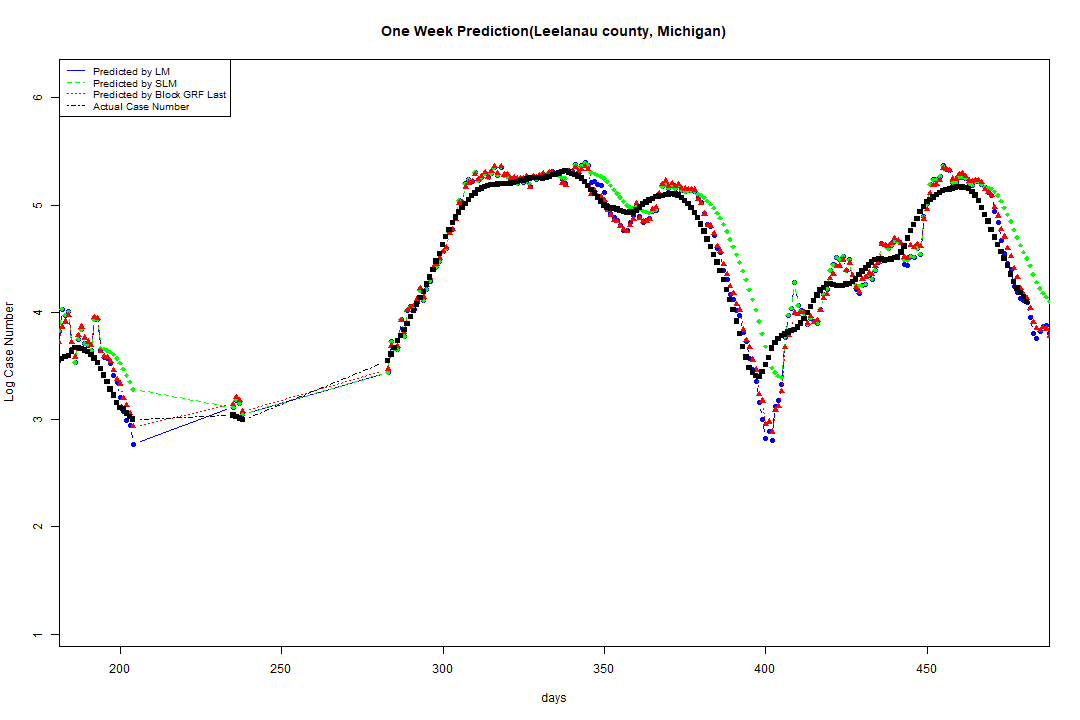 One Week Prediction(Leelanau county, Michigan)
Predicted by LM
Predicted by SLM
Predicted by Block GRF Last
Actual Case Number
6
5
4
3
2
1
Log Case Number
200 250 300 350 400 450
days